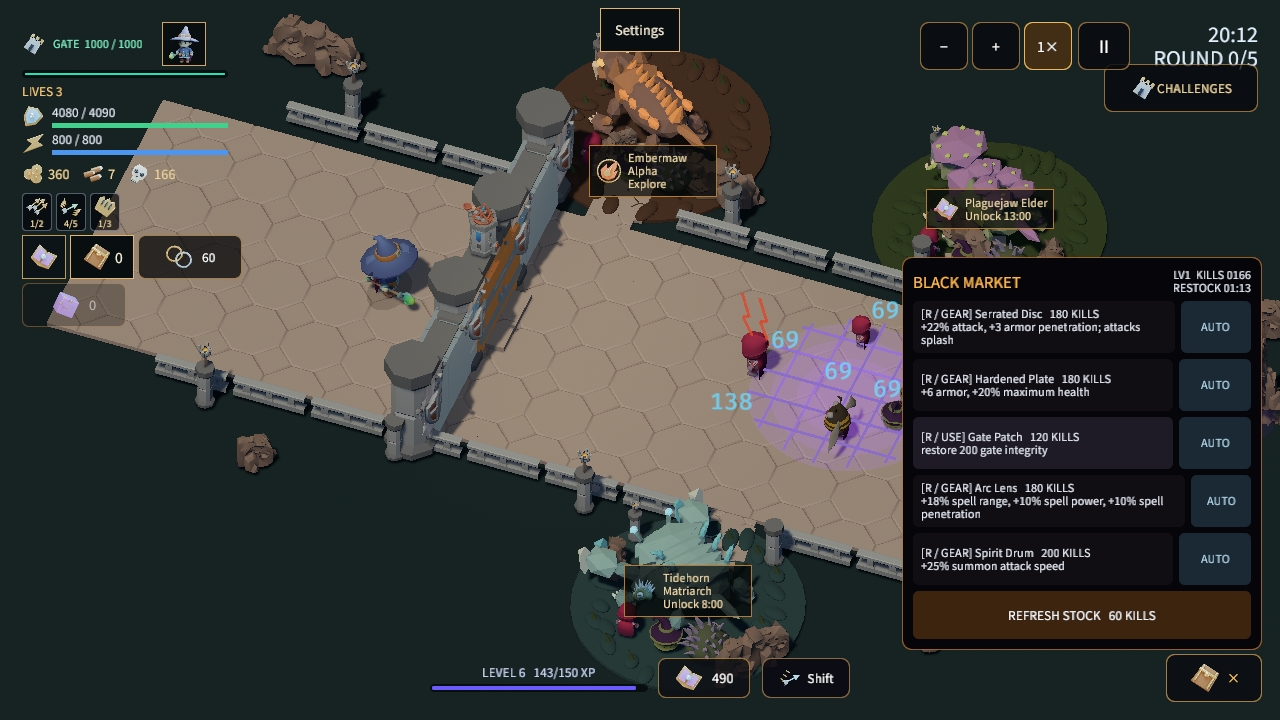 Settings
GATE 1000 / 1000
LIVES 3
4080 / 4090
800 / 800
360
7
166
1/2
4/5
1/3
0
60
0
−
+
1×
20:12
ROUND 0/5
CHALLENGES
Embermaw
Alpha
Explore
Plaguejaw Elder
Unlock 13:00
69
69
69
69
138
BLACK MARKET
LV1 KILLS 0166
RESTOCK 01:13
[R / GEAR] Serrated Disc 180 KILLS
+22% attack, +3 armor penetration; attacks
splash
AUTO
[R / GEAR] Hardened Plate 180 KILLS
+6 armor, +20% maximum health
AUTO
[R / USE] Gate Patch 120 KILLS
restore 200 gate integrity
AUTO
[R / GEAR] Arc Lens 180 KILLS
+18% spell range, +10% spell power, +10% spell
penetration
AUTO
[R / GEAR] Spirit Drum 200 KILLS
+25% summon attack speed
AUTO
REFRESH STOCK 60 KILLS
Tidehorn
Matriarch
Unlock 8:00
LEVEL 6 143/150 XP
490
Shift
×